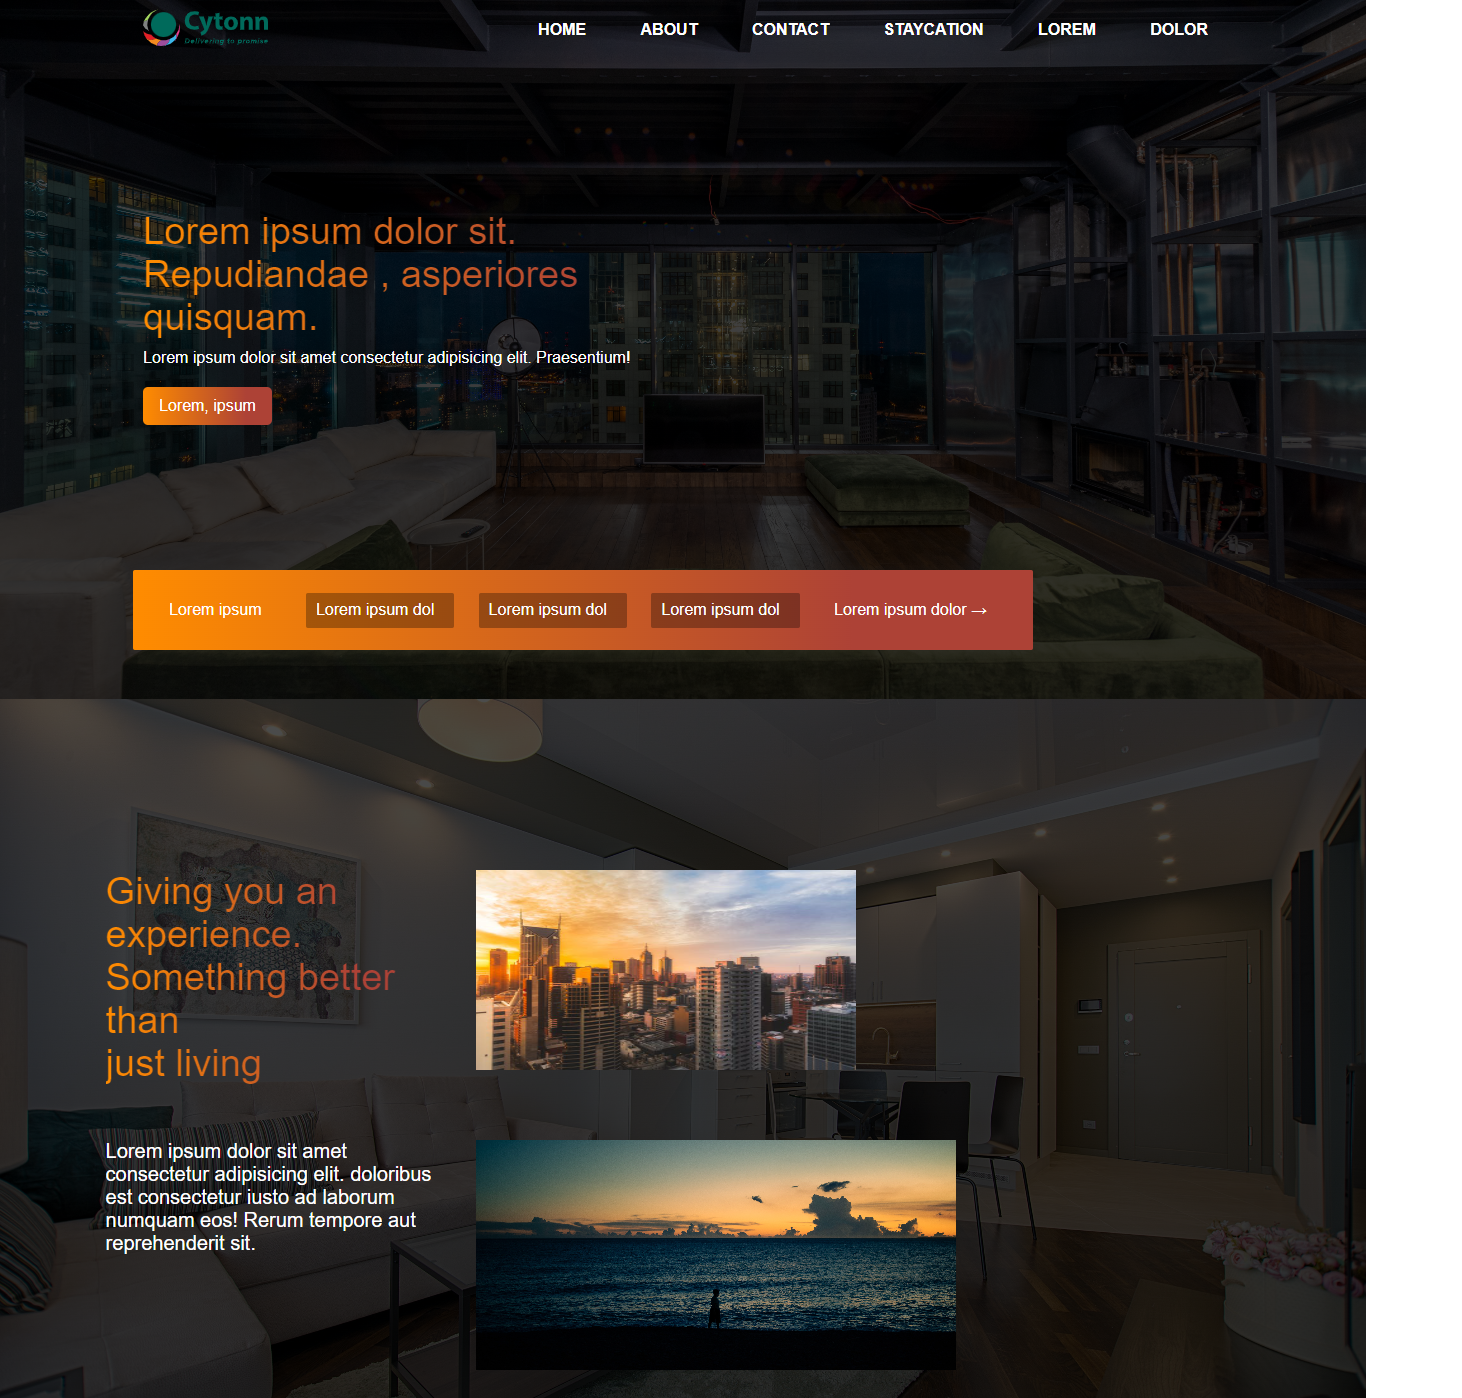 Cytonn
Delivering to promise
HOME ABOUT CONTACT STAYCATION LOREM DOLOR
Lorem ipsum dolor sit.
Repudiandae , asperiores
quisquam.
Lorem ipsum dolor sit amet consectetur adipisicing elit. Praesentium!
Lorem, ipsum
Lorem ipsum Lorem ipsum dol Lorem ipsum dol Lorem ipsum dol Lorem ipsum dolor →
Giving you an
experience.
Something better
than
just living
Lorem ipsum dolor sit amet
consectetur adipisicing elit. doloribus
est consectetur iusto ad laborum
numquam eos! Rerum tempore aut
reprehenderit sit.